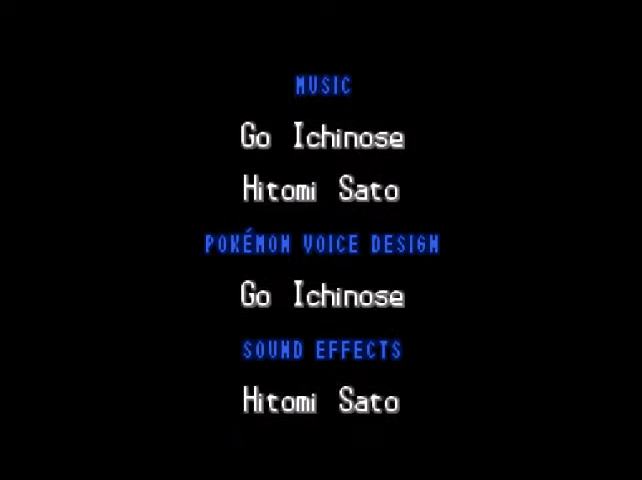 MUSIC
Go Ichinose
Hitomi Sato
POKÉMON VOICE DESIGN
Go Ichinose
SOUND EFFECTS
Hitomi Sato